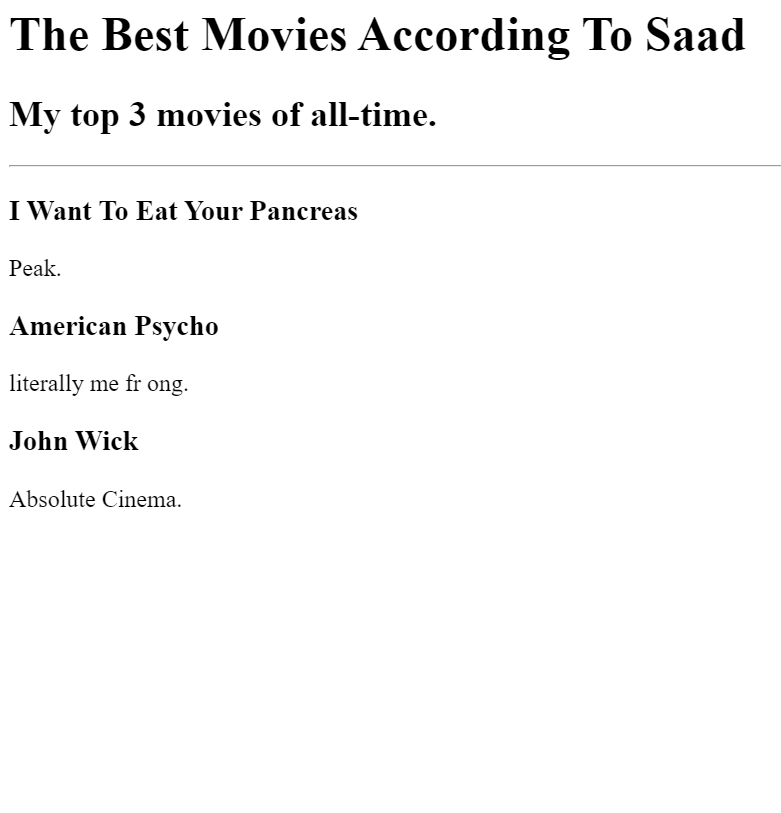 The Best Movies According To Saad
My top 3 movies of all-time.
I Want To Eat Your Pancreas
Peak.
American Psycho
literally me fr ong.
John Wick
Absolute Cinema.